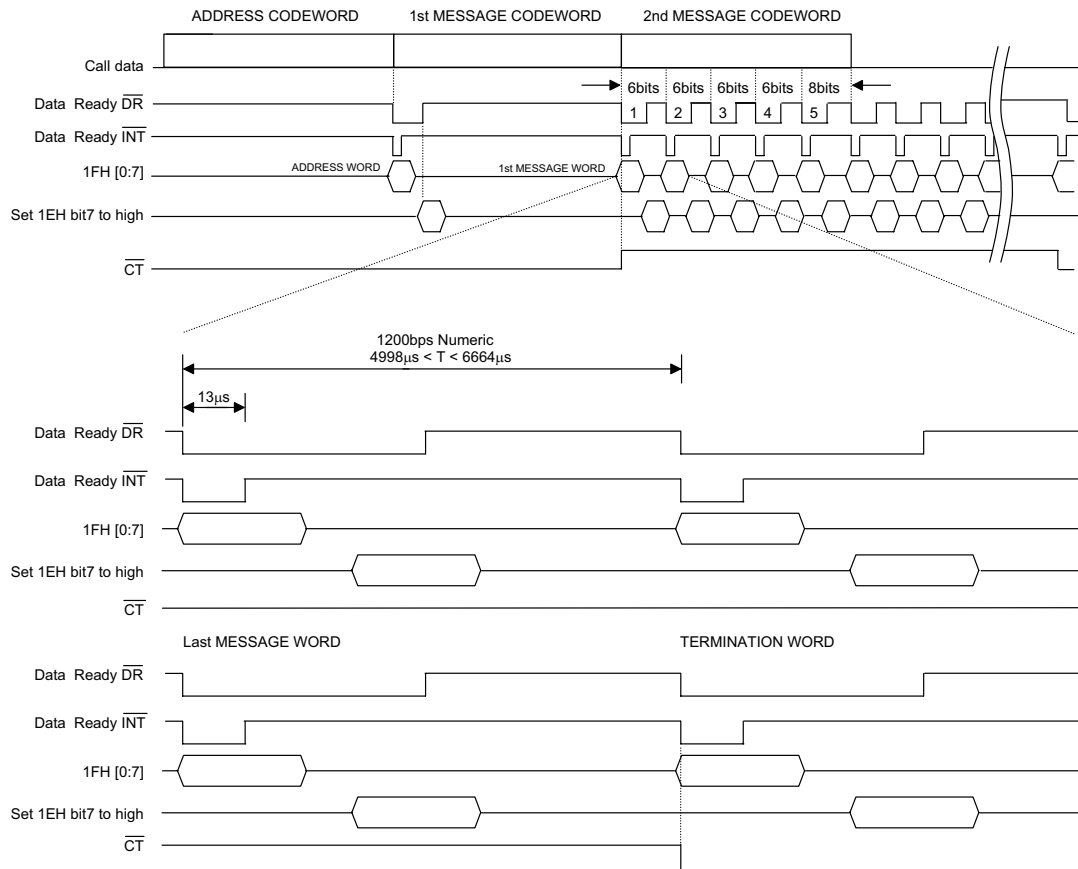 ADDRESS CODEWORD 1st MESSAGE CODEWORD 2nd MESSAGE CODEWORD
Call data
6bits 6bits 6bits 6bits 8bits
Data Ready DR
1 2 3 4 5
Data Ready INT
1FH [0:7] ADDRESS WORD 1st MESSAGE WORD
Set 1EH bit7 to high
CT
1200bps Numeric
4998μs < T < 6664μs
13μs
Data Ready DR
Data Ready INT
1FH [0:7]
Set 1EH bit7 to high
CT
Last MESSAGE WORD TERMINATION WORD
Data Ready DR
Data Ready INT
1FH [0:7]
Set 1EH bit7 to high
CT